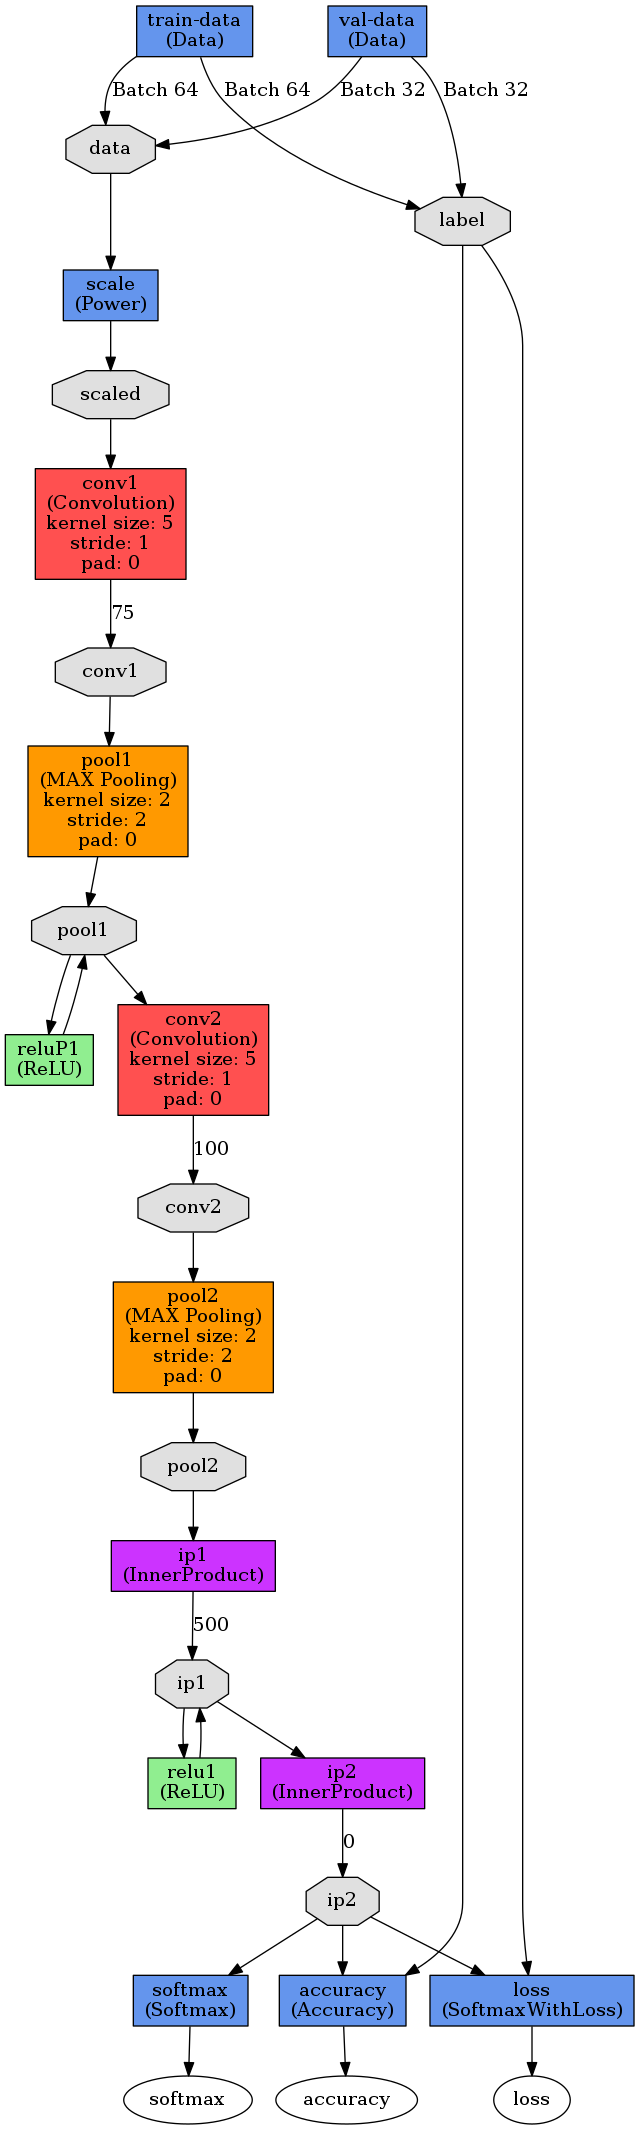 train-data
(Data)
val-data
(Data)
Batch 64
Batch 64
Batch 32
Batch 32
data
label
scale
(Power)
scaled
conv1
(Convolution)
kernel size: 5
stride: 1
pad: 0
75
conv1
pool1
(MAX Pooling)
kernel size: 2
stride: 2
pad: 0
pool1
reluP1
(ReLU)
conv2
(Convolution)
kernel size: 5
stride: 1
pad: 0
100
conv2
pool2
(MAX Pooling)
kernel size: 2
stride: 2
pad: 0
pool2
ip1
(InnerProduct)
500
ip1
relu1
(ReLU)
ip2
(InnerProduct)
0
ip2
softmax
(Softmax)
accuracy
(Accuracy)
loss
(SoftmaxWithLoss)
softmax
accuracy
loss